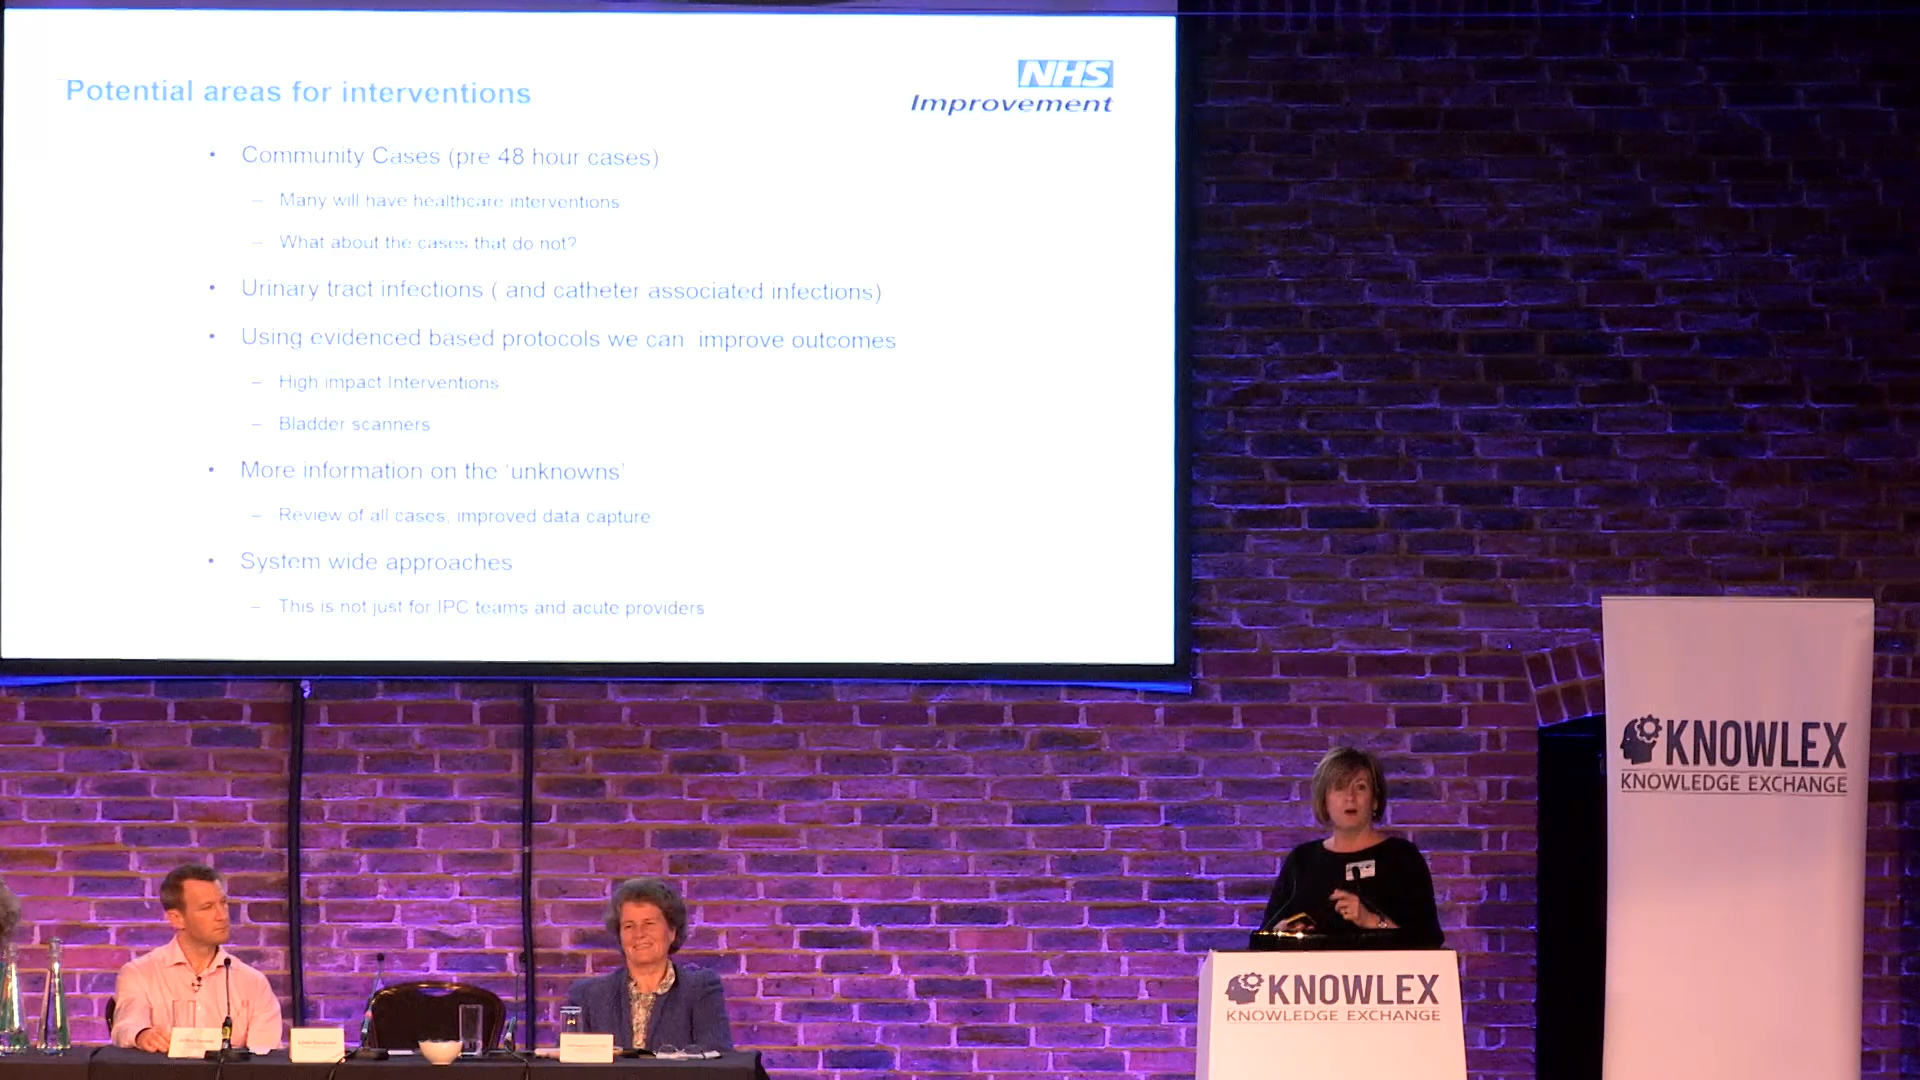 Potential areas for interventions
NHS
Improvement
• Community Cases (pre 48 hour cases)
– Many will have healthcare interventions
– What about the cases that do not?
• Urinary tract infections ( and catheter associated infections)
• Using evidenced based protocols we can improve outcomes
– High impact Interventions
– Bladder scanners
• More information on the ‘unknowns’
– Review of all cases, improved data capture
• System wide approaches
– This is not just for IPC teams and acute providers
KNOWLEX
KNOWLEDGE EXCHANGE
KNOWLEX
KNOWLEDGE EXCHANGE